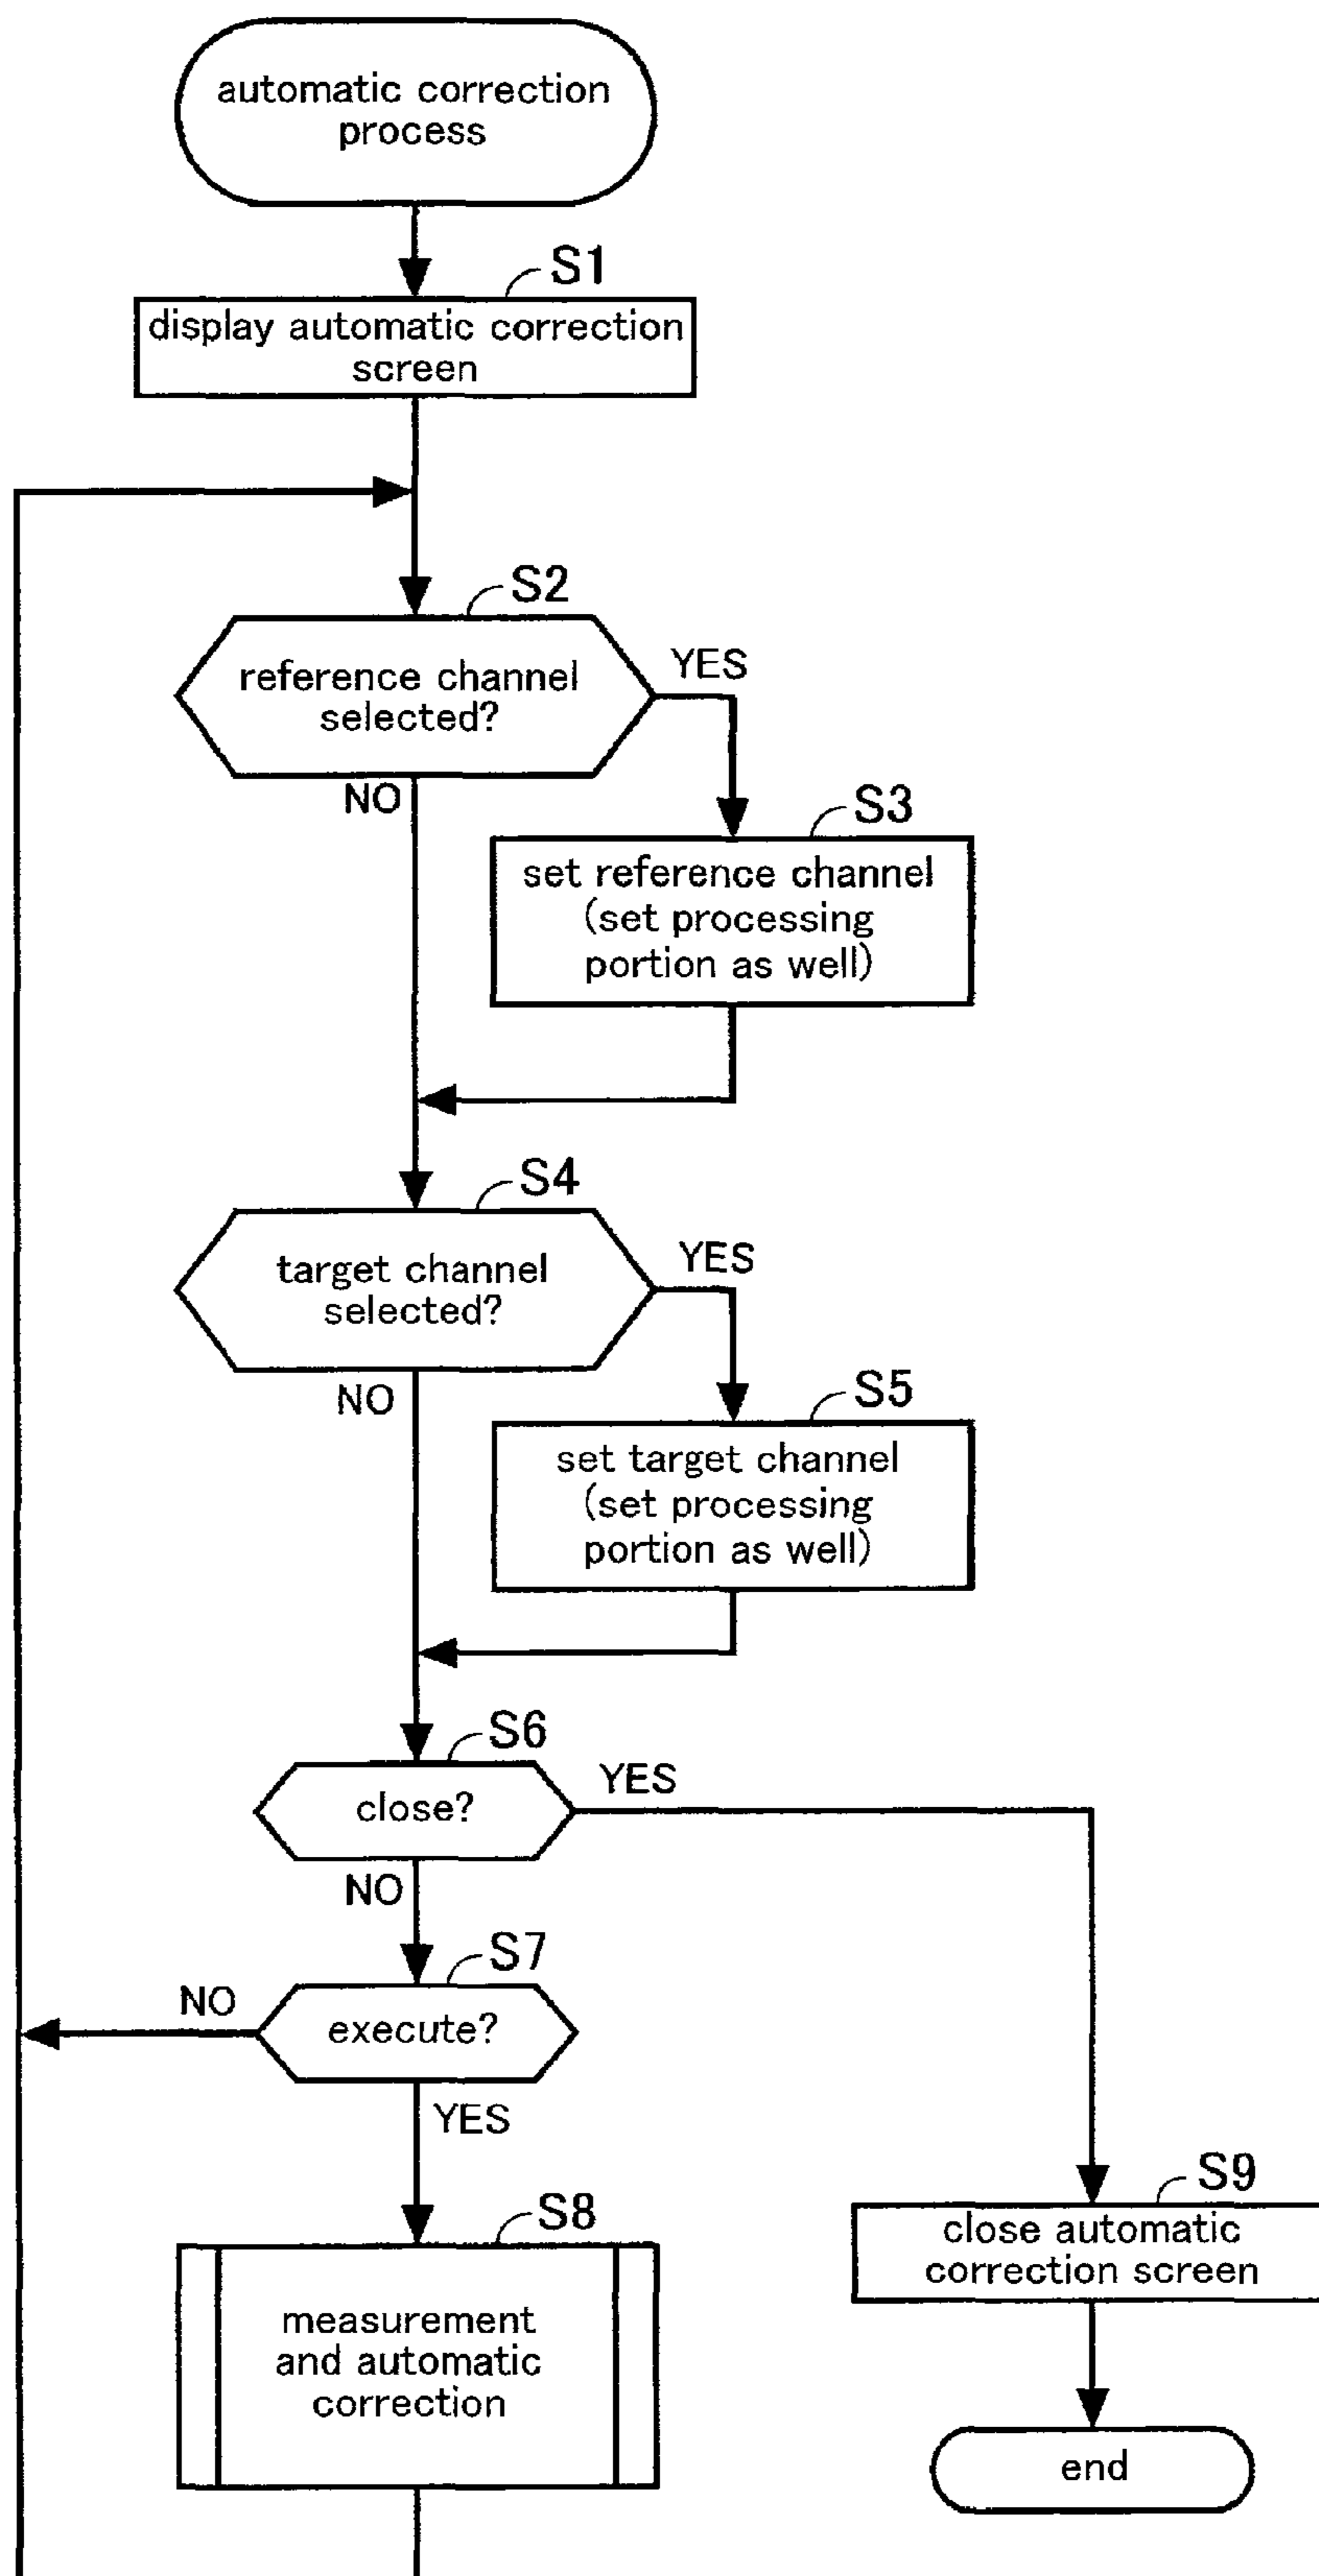 automatic correction
process
S1
display automatic correction
screen
S2
reference channel
selected?
YES
NO
S3
set reference channel
(set processing
portion as well)
S4
target channel
selected?
YES
NO
S5
set target channel
(set processing
portion as well)
S6
close?
YES
NO
S7
NO
execute?
YES
S8
measurement
and automatic
correction
S9
close automatic
correction screen
end